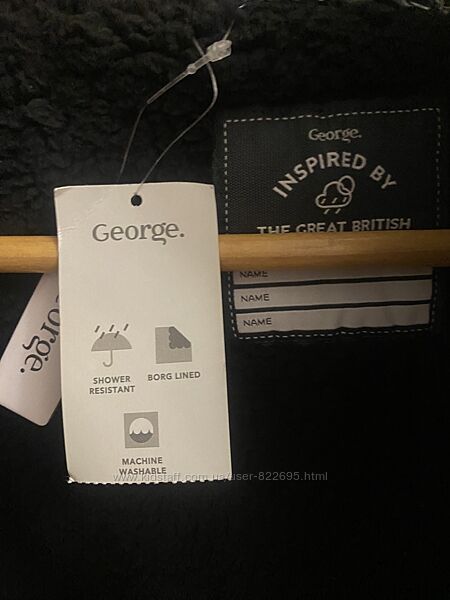 George.
INSPIRED BY
THE GREAT BRITISH
NAME
NAME
NAME
George.
SHOWER
RESISTANT
BORG LINED
MACHINE
WASHABLE
George.
www.kidstaff.com.ua/user-822695.html